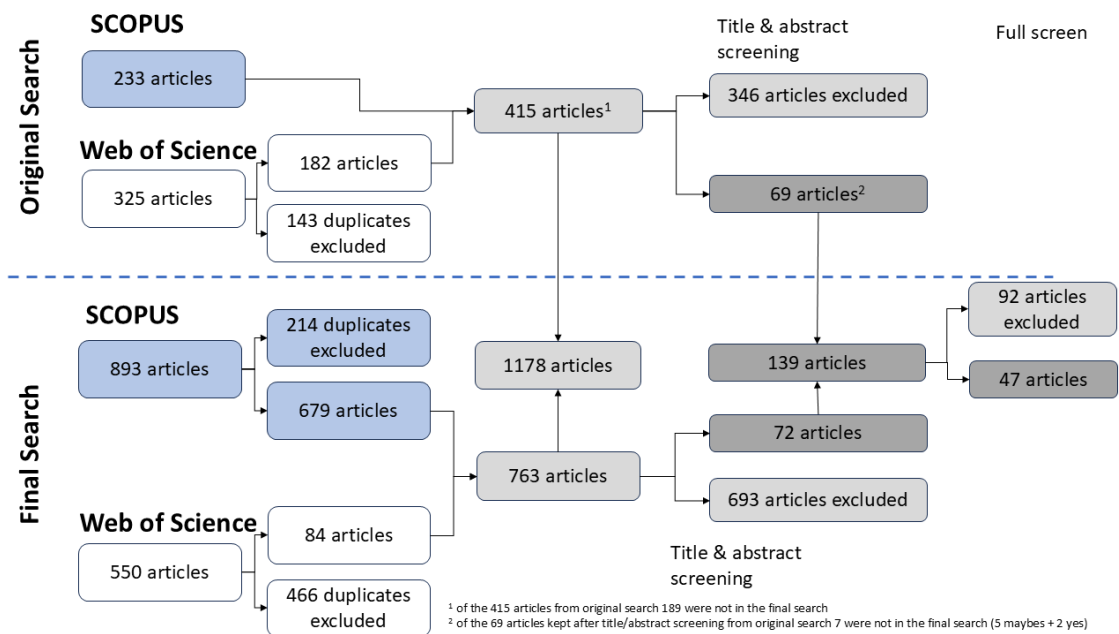 Original Search
SCOPUS
233 articles
Web of Science
325 articles
182 articles
143 duplicates
excluded
415 articles¹
Title & abstract
screening
346 articles excluded
69 articles²
Full screen
Final Search
SCOPUS
893 articles
214 duplicates
excluded
679 articles
Web of Science
550 articles
84 articles
466 duplicates
excluded
1178 articles
763 articles
139 articles
72 articles
693 articles excluded
Title & abstract
screening
92 articles
excluded
47 articles
¹ of the 415 articles from original search 189 were not in the final search
² of the 69 articles kept after title/abstract screening from original search 7 were not in the final search (5 maybes + 2 yes)